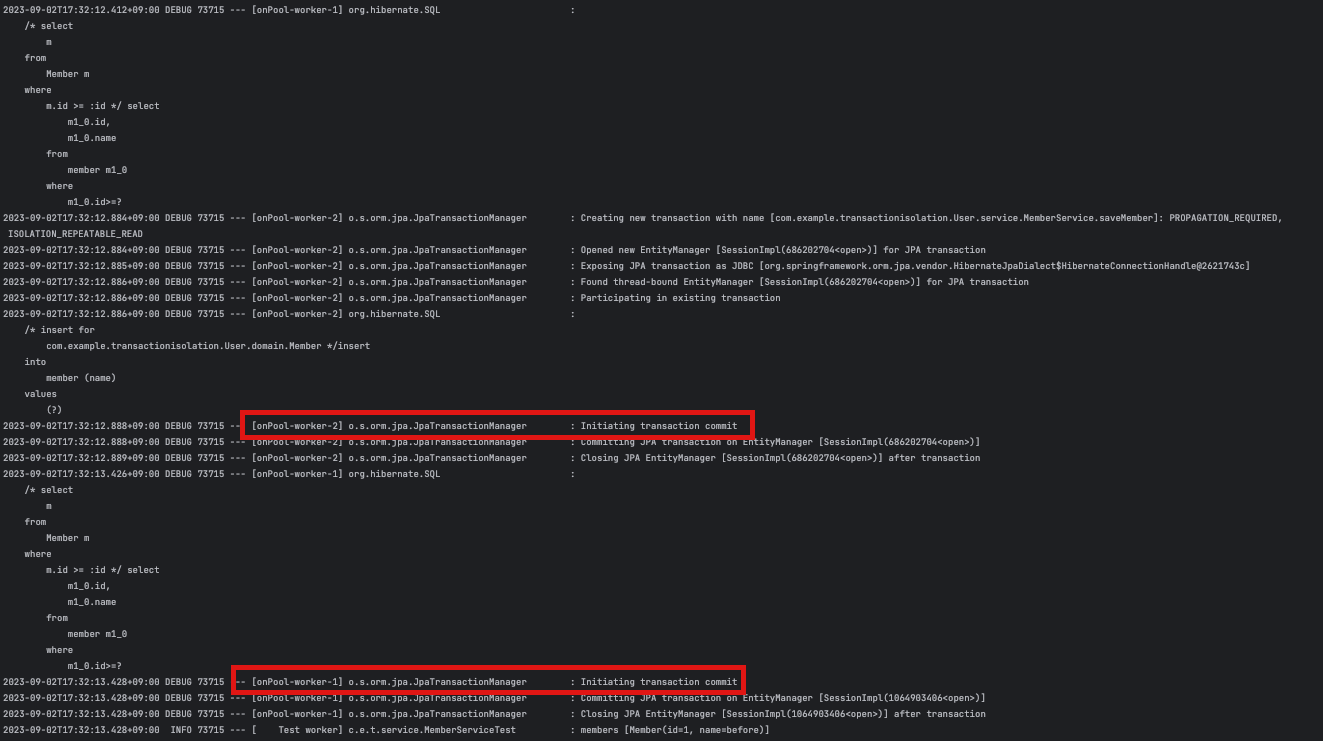 2023-09-02T17:32:12.412+09:00 DEBUG 73715 --- [onPool-worker-1] org.hibernate.SQL                        :
    /* select
        m
    from
        Member m
    where
        m.id >= :id */ select
            m1_0.id,
            m1_0.name
        from
            member m1_0
        where
            m1_0.id>=?
2023-09-02T17:32:12.884+09:00 DEBUG 73715 --- [onPool-worker-2] o.s.orm.jpa.JpaTransactionManager        : Creating new transaction with name [com.example.transactionisolation.User.service.MemberService.saveMember]: PROPAGATION_REQUIRED,
 ISOLATION_REPEATABLE_READ
2023-09-02T17:32:12.884+09:00 DEBUG 73715 --- [onPool-worker-2] o.s.orm.jpa.JpaTransactionManager        : Opened new EntityManager [SessionImpl(686202704<open>)] for JPA transaction
2023-09-02T17:32:12.885+09:00 DEBUG 73715 --- [onPool-worker-2] o.s.orm.jpa.JpaTransactionManager        : Exposing JPA transaction as JDBC [org.springframework.orm.jpa.vendor.HibernateJpaDialect$HibernateConnectionHandle@2621743c]
2023-09-02T17:32:12.886+09:00 DEBUG 73715 --- [onPool-worker-2] o.s.orm.jpa.JpaTransactionManager        : Found thread-bound EntityManager [SessionImpl(686202704<open>)] for JPA transaction
2023-09-02T17:32:12.886+09:00 DEBUG 73715 --- [onPool-worker-2] o.s.orm.jpa.JpaTransactionManager        : Participating in existing transaction
2023-09-02T17:32:12.886+09:00 DEBUG 73715 --- [onPool-worker-2] org.hibernate.SQL                        :
    /* insert for
        com.example.transactionisolation.User.domain.Member */insert
    into
        member (name)
    values
        (?)
2023-09-02T17:32:12.888+09:00 DEBUG 73715 -- [onPool-worker-2] o.s.orm.jpa.JpaTransactionManager        : Initiating transaction commit
2023-09-02T17:32:12.888+09:00 DEBUG 73715 --- [onPool-worker-2] o.s.orm.jpa.JpaTransactionManager        : Committing JPA transaction on EntityManager [SessionImpl(686202704<open>)]
2023-09-02T17:32:12.889+09:00 DEBUG 73715 --- [onPool-worker-2] o.s.orm.jpa.JpaTransactionManager        : Closing JPA EntityManager [SessionImpl(686202704<open>)] after transaction
2023-09-02T17:32:13.426+09:00 DEBUG 73715 --- [onPool-worker-1] org.hibernate.SQL                        :
    /* select
        m
    from
        Member m
    where
        m.id >= :id */ select
            m1_0.id,
            m1_0.name
        from
            member m1_0
        where
            m1_0.id>=?
2023-09-02T17:32:13.428+09:00 DEBUG 73715 -- [onPool-worker-1] o.s.orm.jpa.JpaTransactionManager        : Initiating transaction commit
2023-09-02T17:32:13.428+09:00 DEBUG 73715 --- [onPool-worker-1] o.s.orm.jpa.JpaTransactionManager        : Committing JPA transaction on EntityManager [SessionImpl(1064903406<open>)]
2023-09-02T17:32:13.428+09:00 DEBUG 73715 --- [onPool-worker-1] o.s.orm.jpa.JpaTransactionManager        : Closing JPA EntityManager [SessionImpl(1064903406<open>)] after transaction
2023-09-02T17:32:13.428+09:00  INFO 73715 --- [    Test worker] c.e.t.service.MemberServiceTest          : members [Member(id=1, name=before)]